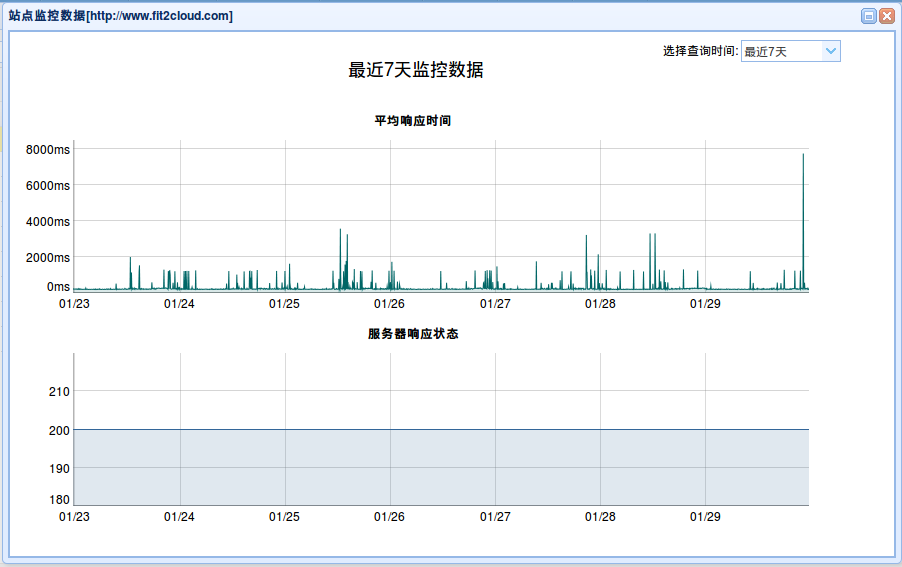 站点监控数据[http://www.fit2cloud.com]
选择查询时间: 最近7天
最近7天监控数据
平均响应时间
8000ms
6000ms
4000ms
2000ms
0ms
01/23 01/24 01/25 01/26 01/27 01/28 01/29
服务器响应状态
210
200
190
180
01/23 01/24 01/25 01/26 01/27 01/28 01/29